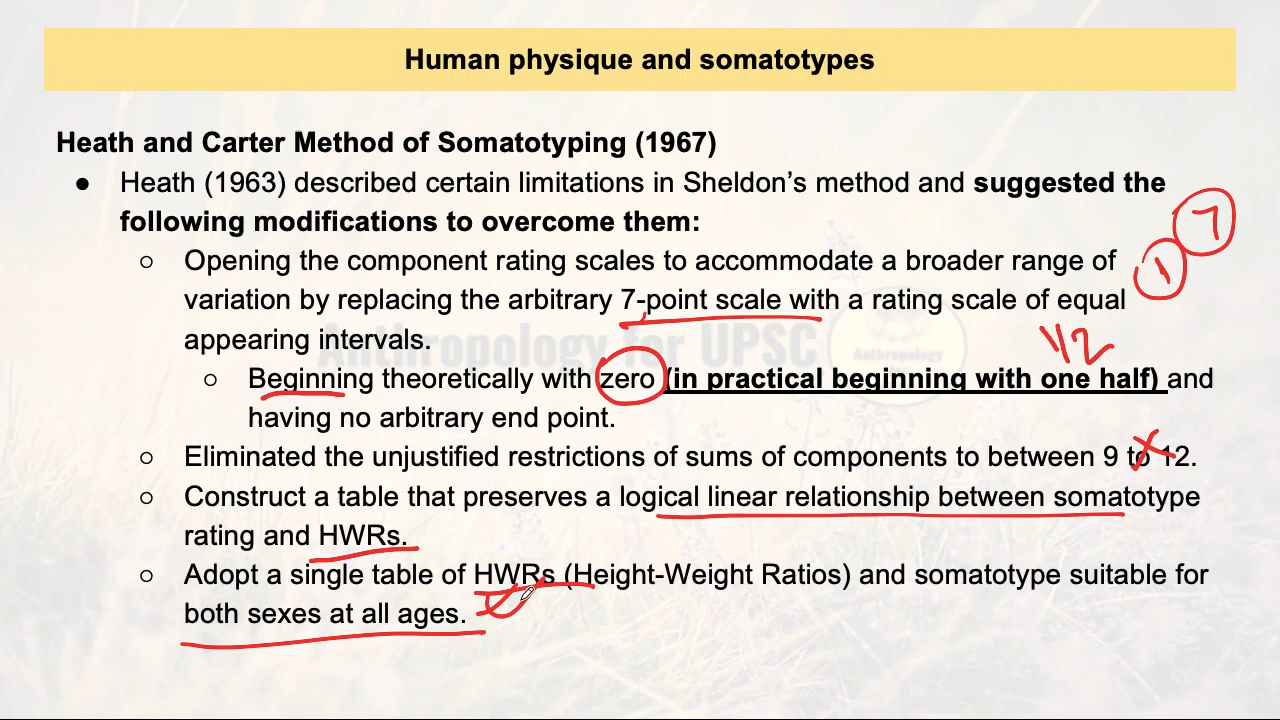 Human physique and somatotypes
Heath and Carter Method of Somatotyping (1967)
● Heath (1963) described certain limitations in Sheldon's method and suggested the
following modifications to overcome them:
7
○ Opening the component rating scales to accommodate a broader range of
1
variation by replacing the arbitrary 7-point scale with a rating scale of equal
appearing intervals.
Anthropology for UPSC
Anthropology
1/2
○ Beginning theoretically with zero (in practical beginning with one half) and
having no arbitrary end point.
○ Eliminated the unjustified restrictions of sums of components to between 9 to 12.
○ Construct a table that preserves a logical linear relationship between somatotype
rating and HWRs.
○ Adopt a single table of HWRs (Height-Weight Ratios) and somatotype suitable for
both sexes at all ages.